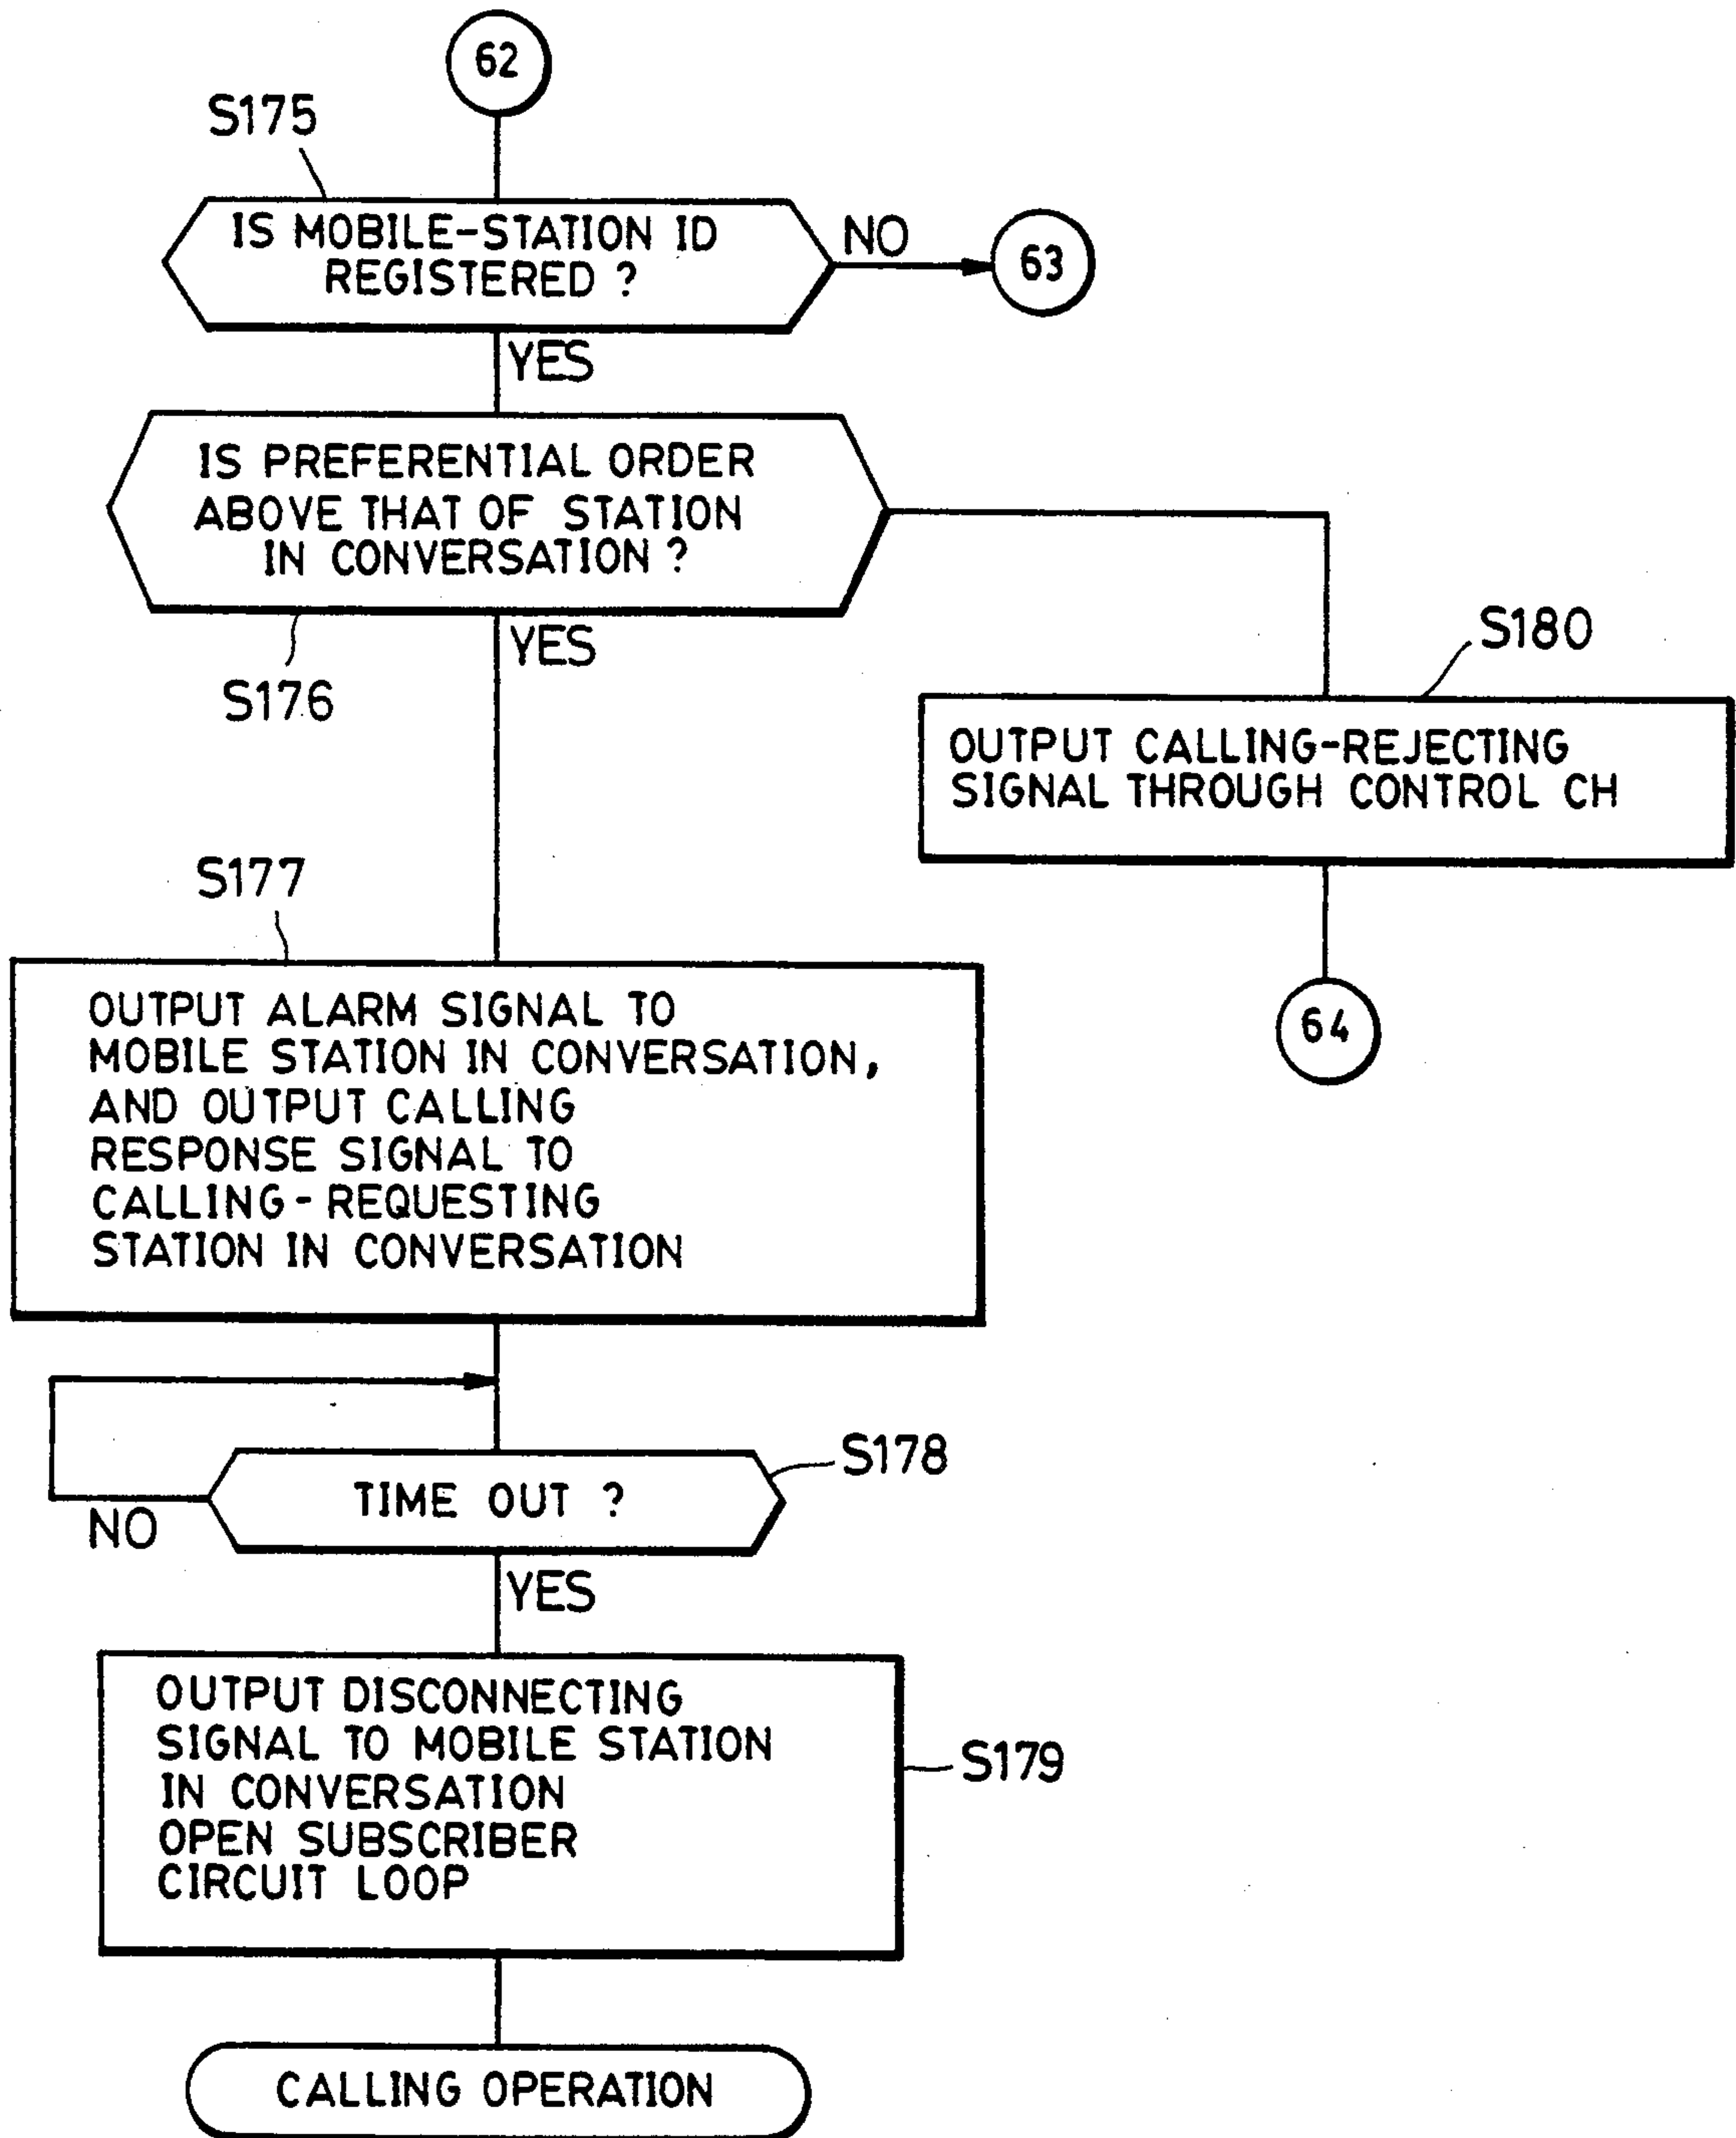 62
S175
IS MOBILE-STATION ID
REGISTERED ?
NO
63
YES
IS PREFERENTIAL ORDER
ABOVE THAT OF STATION
IN CONVERSATION ?
S176
YES
S180
OUTPUT CALLING-REJECTING
SIGNAL THROUGH CONTROL CH
64
S177
OUTPUT ALARM SIGNAL TO
MOBILE STATION IN CONVERSATION,
AND OUTPUT CALLING
RESPONSE SIGNAL TO
CALLING-REQUESTING
STATION IN CONVERSATION
TIME OUT ?
S178
NO
YES
OUTPUT DISCONNECTING
SIGNAL TO MOBILE STATION
IN CONVERSATION
OPEN SUBSCRIBER
CIRCUIT LOOP
S179
CALLING OPERATION